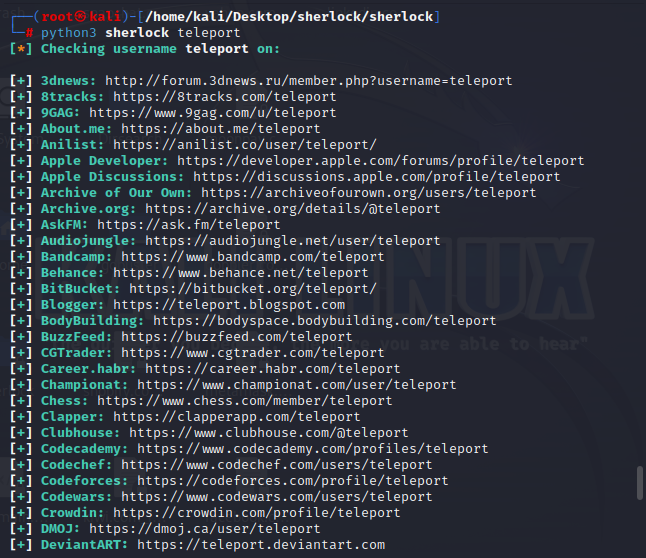 ┌──(root㉿kali)-[/home/kali/Desktop/sherlock/sherlock]
└─# python3 sherlock teleport
[*] Checking username teleport on:
[+] 3dnews: http://forum.3dnews.ru/member.php?username=teleport
[+] 8tracks: https://8tracks.com/teleport
[+] 9GAG: https://www.9gag.com/u/teleport
[+] About.me: https://about.me/teleport
[+] Anilist: https://anilist.co/user/teleport/
[+] Apple Developer: https://developer.apple.com/forums/profile/teleport
[+] Apple Discussions: https://discussions.apple.com/profile/teleport
[+] Archive of Our Own: https://archiveofourown.org/users/teleport
[+] Archive.org: https://archive.org/details/@teleport
[+] AskFM: https://ask.fm/teleport
[+] Audiojungle: https://audiojungle.net/user/teleport
[+] Bandcamp: https://www.bandcamp.com/teleport
[+] Behance: https://www.behance.net/teleport
[+] BitBucket: https://bitbucket.org/teleport/
[+] Blogger: https://teleport.blogspot.com
[+] BodyBuilding: https://bodyspace.bodybuilding.com/teleport
[+] BuzzFeed: https://buzzfeed.com/teleport
[+] CGTrader: https://www.cgtrader.com/teleport
[+] Career.habr: https://career.habr.com/teleport
[+] Championat: https://www.championat.com/user/teleport
[+] Chess: https://www.chess.com/member/teleport
[+] Clapper: https://clapperapp.com/teleport
[+] Clubhouse: https://www.clubhouse.com/@teleport
[+] Codecademy: https://www.codecademy.com/profiles/teleport
[+] Codechef: https://www.codechef.com/users/teleport
[+] Codeforces: https://codeforces.com/profile/teleport
[+] Codewars: https://www.codewars.com/users/teleport
[+] Crowdin: https://crowdin.com/profile/teleport
[+] DMOJ: https://dmoj.ca/user/teleport
[+] DeviantART: https://teleport.deviantart.com